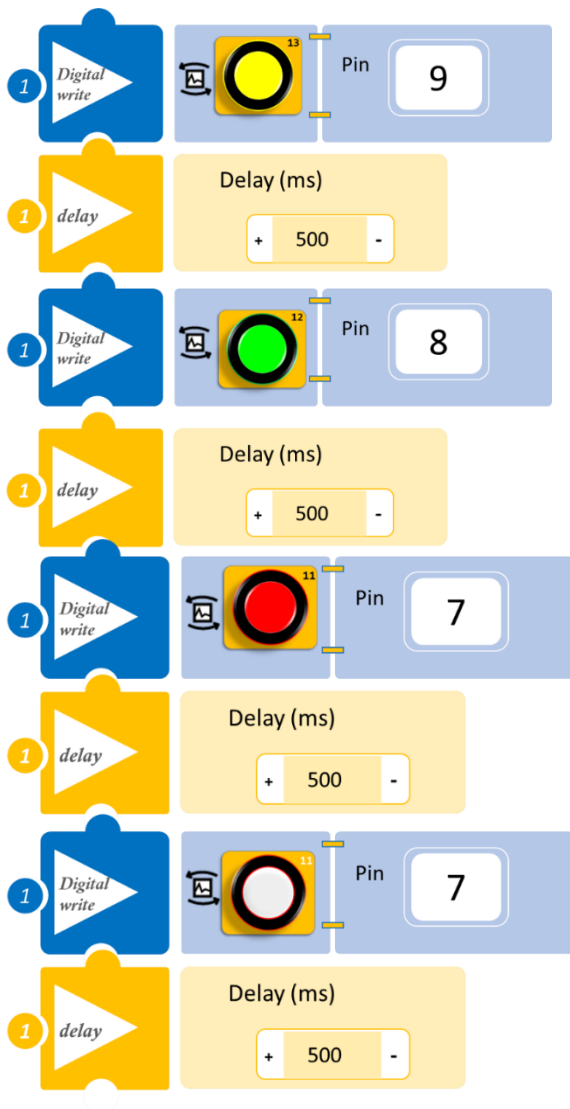 1 Digital write 13 Pin 9
1 delay Delay (ms)
+ 500 -
1 Digital write 12 Pin 8
1 delay Delay (ms)
+ 500 -
1 Digital write 11 Pin 7
1 delay Delay (ms)
+ 500 -
1 Digital write 11 Pin 7
1 delay Delay (ms)
+ 500 -